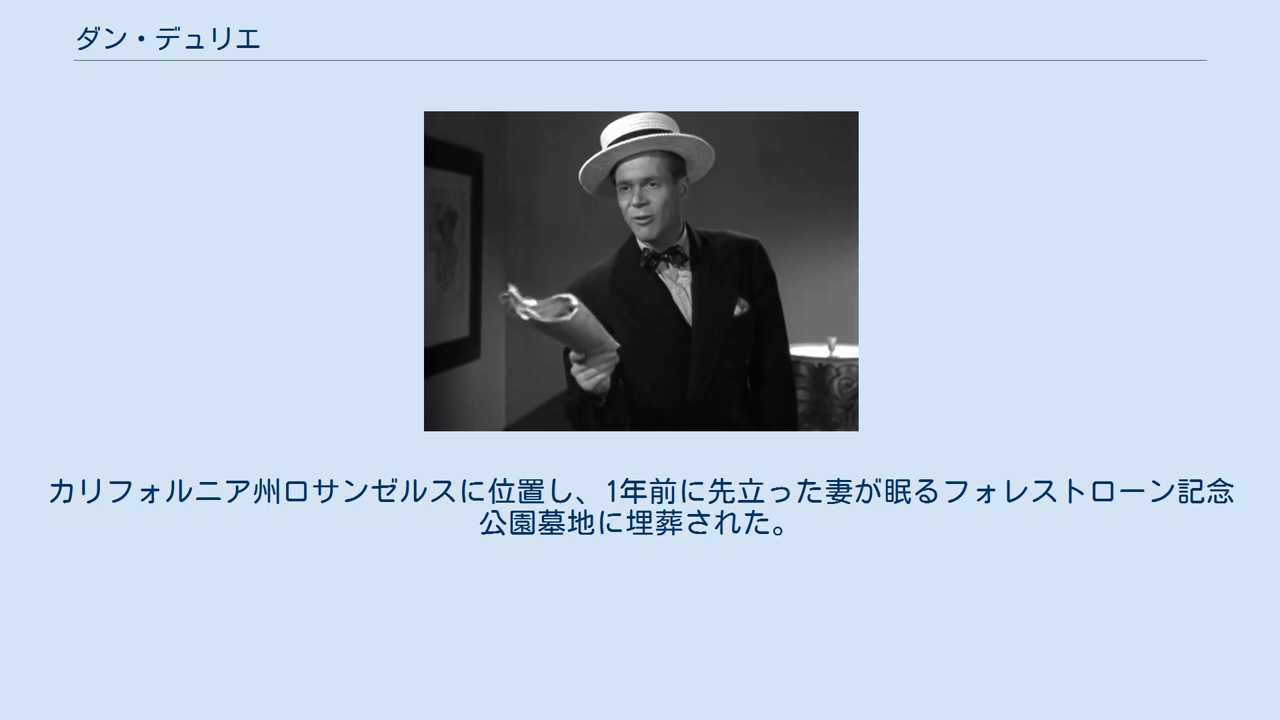 ダン・デュリエ
カリフォルニア州ロサンゼルスに位置し、1年前に先立った妻が眠るフォレストローン記念
公園墓地に埋葬された。